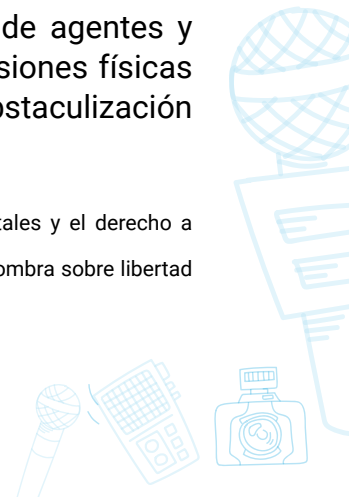 de agentes y
siones físicas
ostaculización
tales y el derecho a
ombra sobre libertad